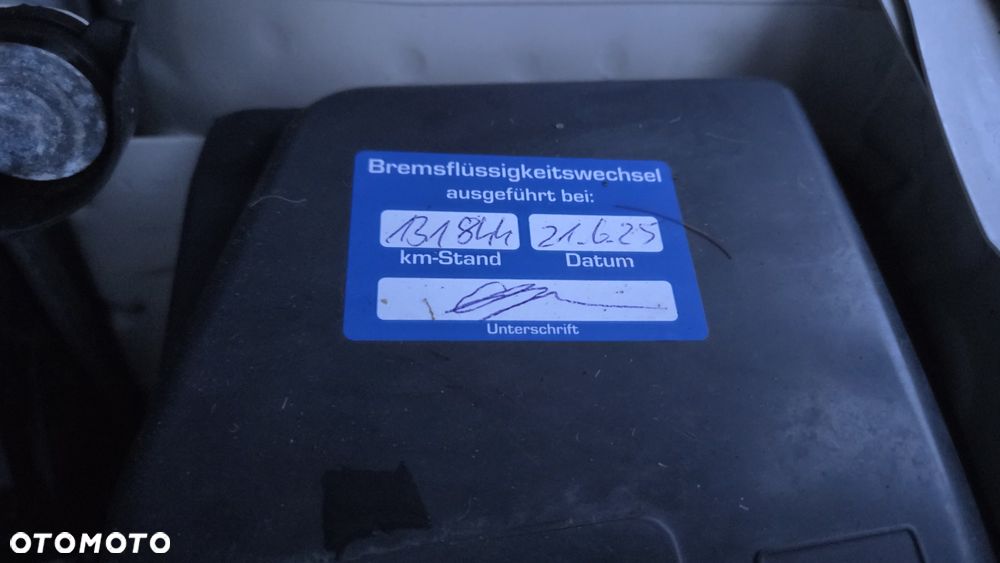 Bremsflüssigkeitswechsel
ausgeführt bei:
131844 21.6.25
km-Stand Datum
Unterschrift
OTOMOTO